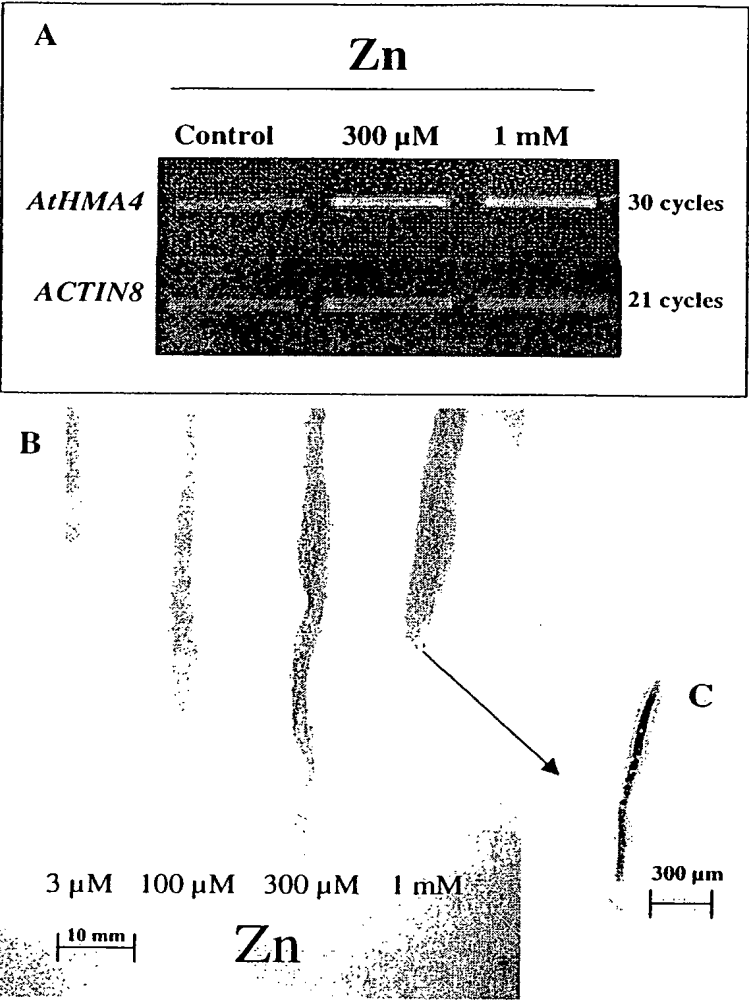 A
Zn
Control 300 µM 1 mM
AtHMA4 30 cycles
ACTIN8 21 cycles
B
C
3 µM 100 µM 300 µM 1 mM
300 µm
10 mm
Zn